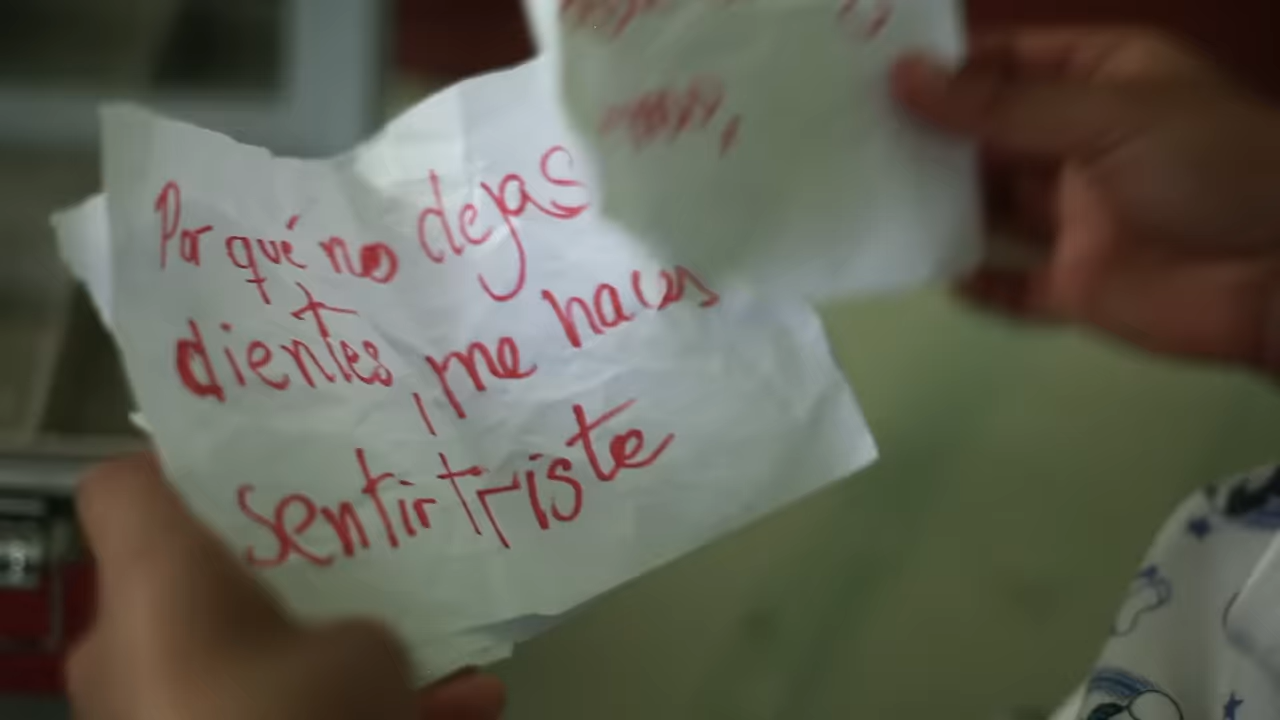 Por qué no dejas
dientes, me haces
sentir triste